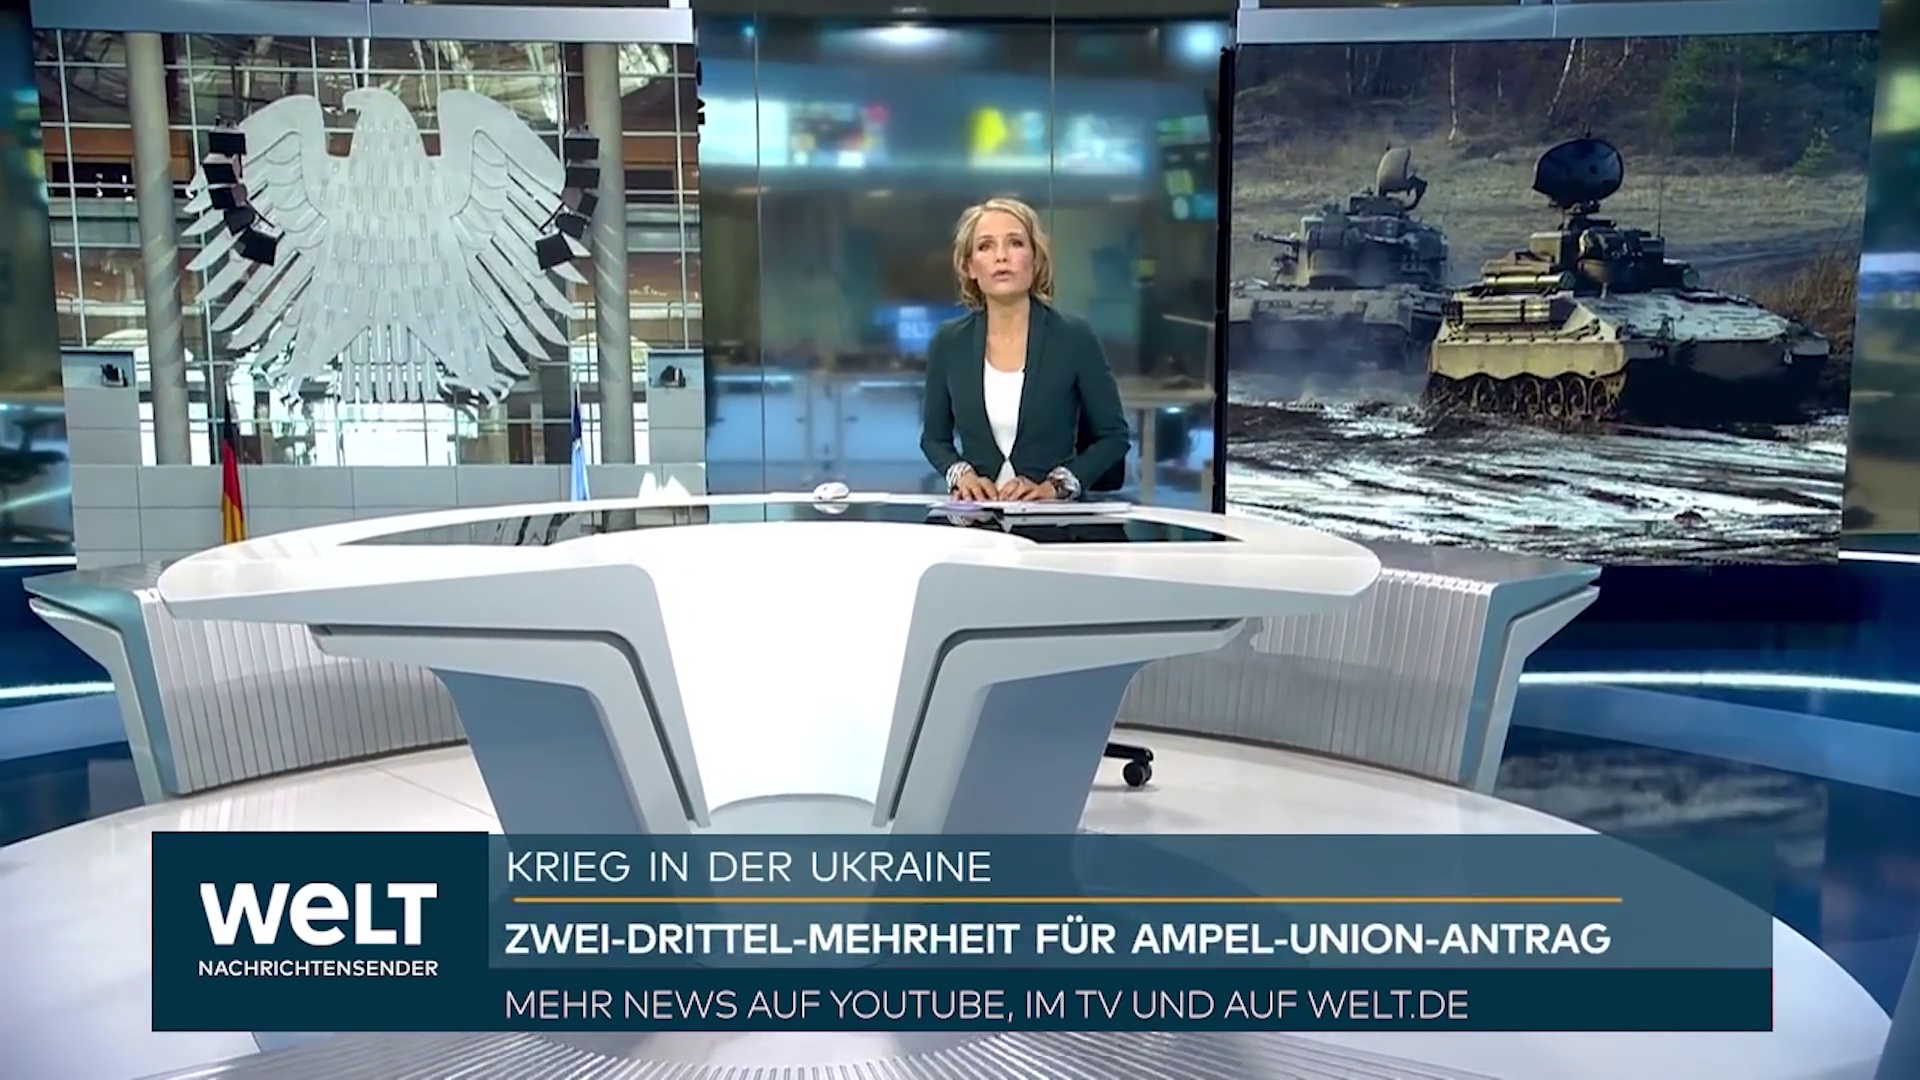 KRIEG IN DER UKRAINE
ZWEI-DRITTEL-MEHRHEIT FÜR AMPEL-UNION-ANTRAG
WELT
NACHRICHTENSENDER
MEHR NEWS AUF YOUTUBE, IM TV UND AUF WELT.DE